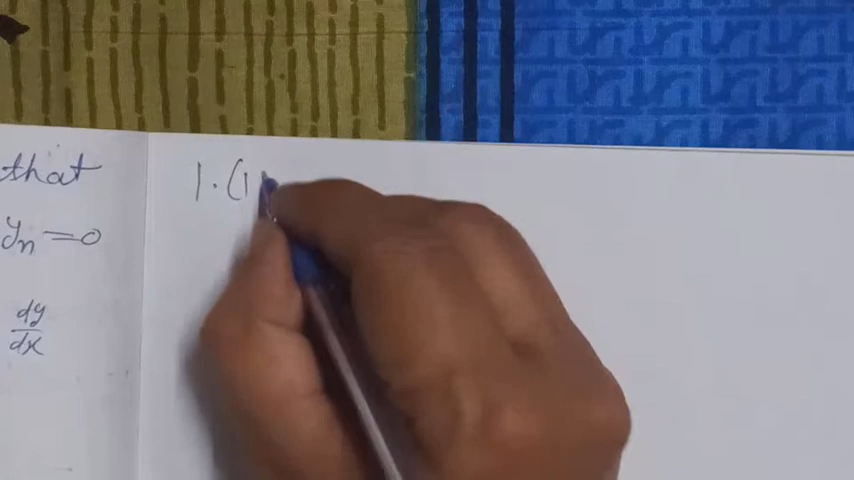 that
yn = 0
dy/dx
1 · (1